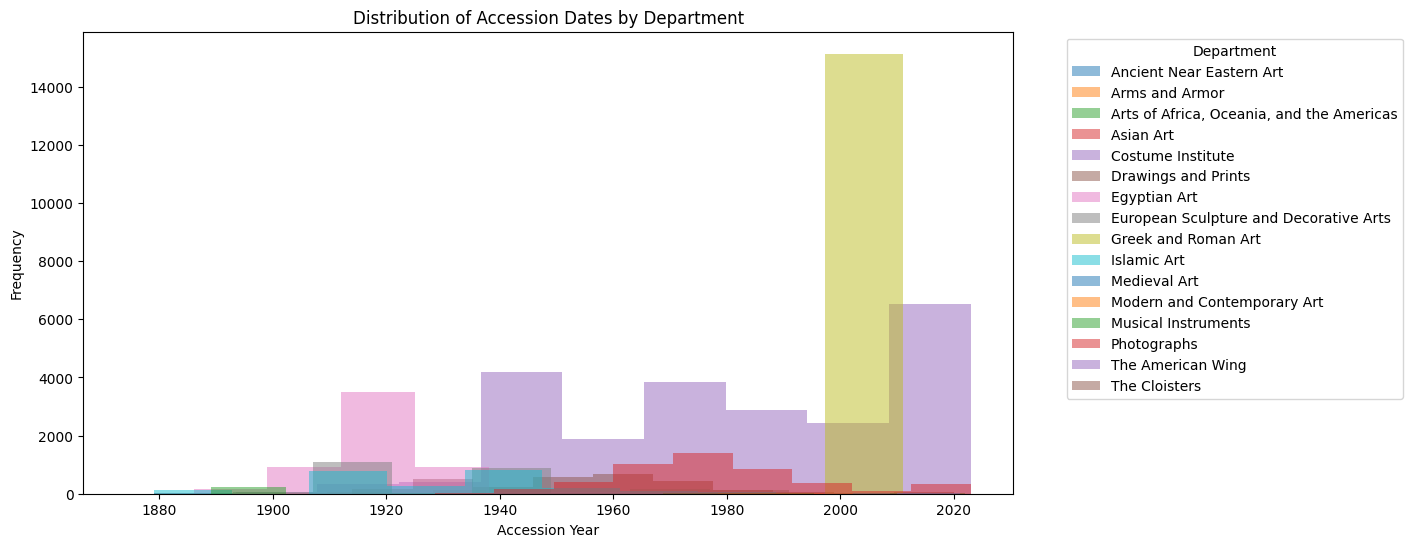 Distribution of Accession Dates by Department
Frequency
14000
12000
10000
8000
6000
4000
2000
0
1880
1900
1920
1940
1960
1980
2000
2020
Accession Year
Department
Ancient Near Eastern Art
Arms and Armor
Arts of Africa, Oceania, and the Americas
Asian Art
Costume Institute
Drawings and Prints
Egyptian Art
European Sculpture and Decorative Arts
Greek and Roman Art
Islamic Art
Medieval Art
Modern and Contemporary Art
Musical Instruments
Photographs
The American Wing
The Cloisters